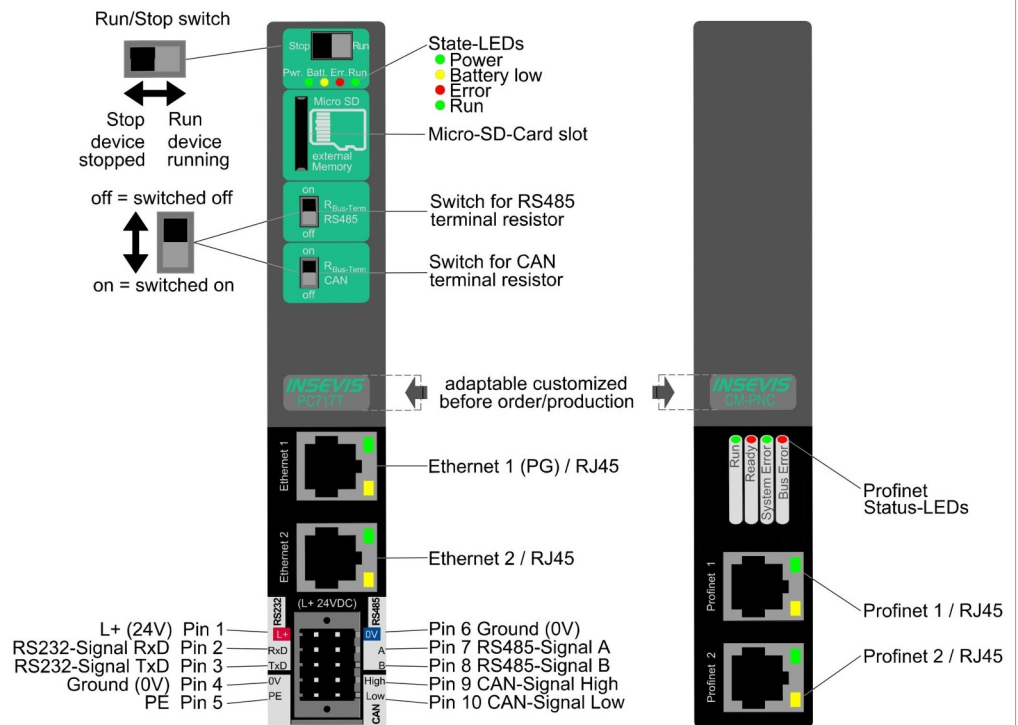 Run/Stop switch
Stop
device
stopped
Run
device
running
off = switched off
on = switched on
Stop
Run
Pwr. Batt. Err. Run
Micro SD
external
Memory
on
RBus-Term
RS485
off
on
RBus-Term
CAN
off
State-LEDs
Power
Battery low
Error
Run
Micro-SD-Card slot
Switch for RS485
terminal resistor
Switch for CAN
terminal resistor
INSEVIS
PC717T
adaptable customized
before order/production
INSEVIS
CM-PNC
Ethernet 1
Ethernet 1 (PG) / RJ45
Ethernet 2
Ethernet 2 / RJ45
RS232
(L+ 24VDC)
RS485
L+ (24V) Pin 1
RS232-Signal RxD Pin 2
RS232-Signal TxD Pin 3
Ground (0V) Pin 4
PE Pin 5
L+
RxD
TxD
0V
PE
0V
A
B
High
Low
CAN
Pin 6 Ground (0V)
Pin 7 RS485-Signal A
Pin 8 RS485-Signal B
Pin 9 CAN-Signal High
Pin 10 CAN-Signal Low
Run
Ready
System Error
Bus Error
Profinet
Status-LEDs
Profinet 1
Profinet 1 / RJ45
Profinet 2
Profinet 2 / RJ45